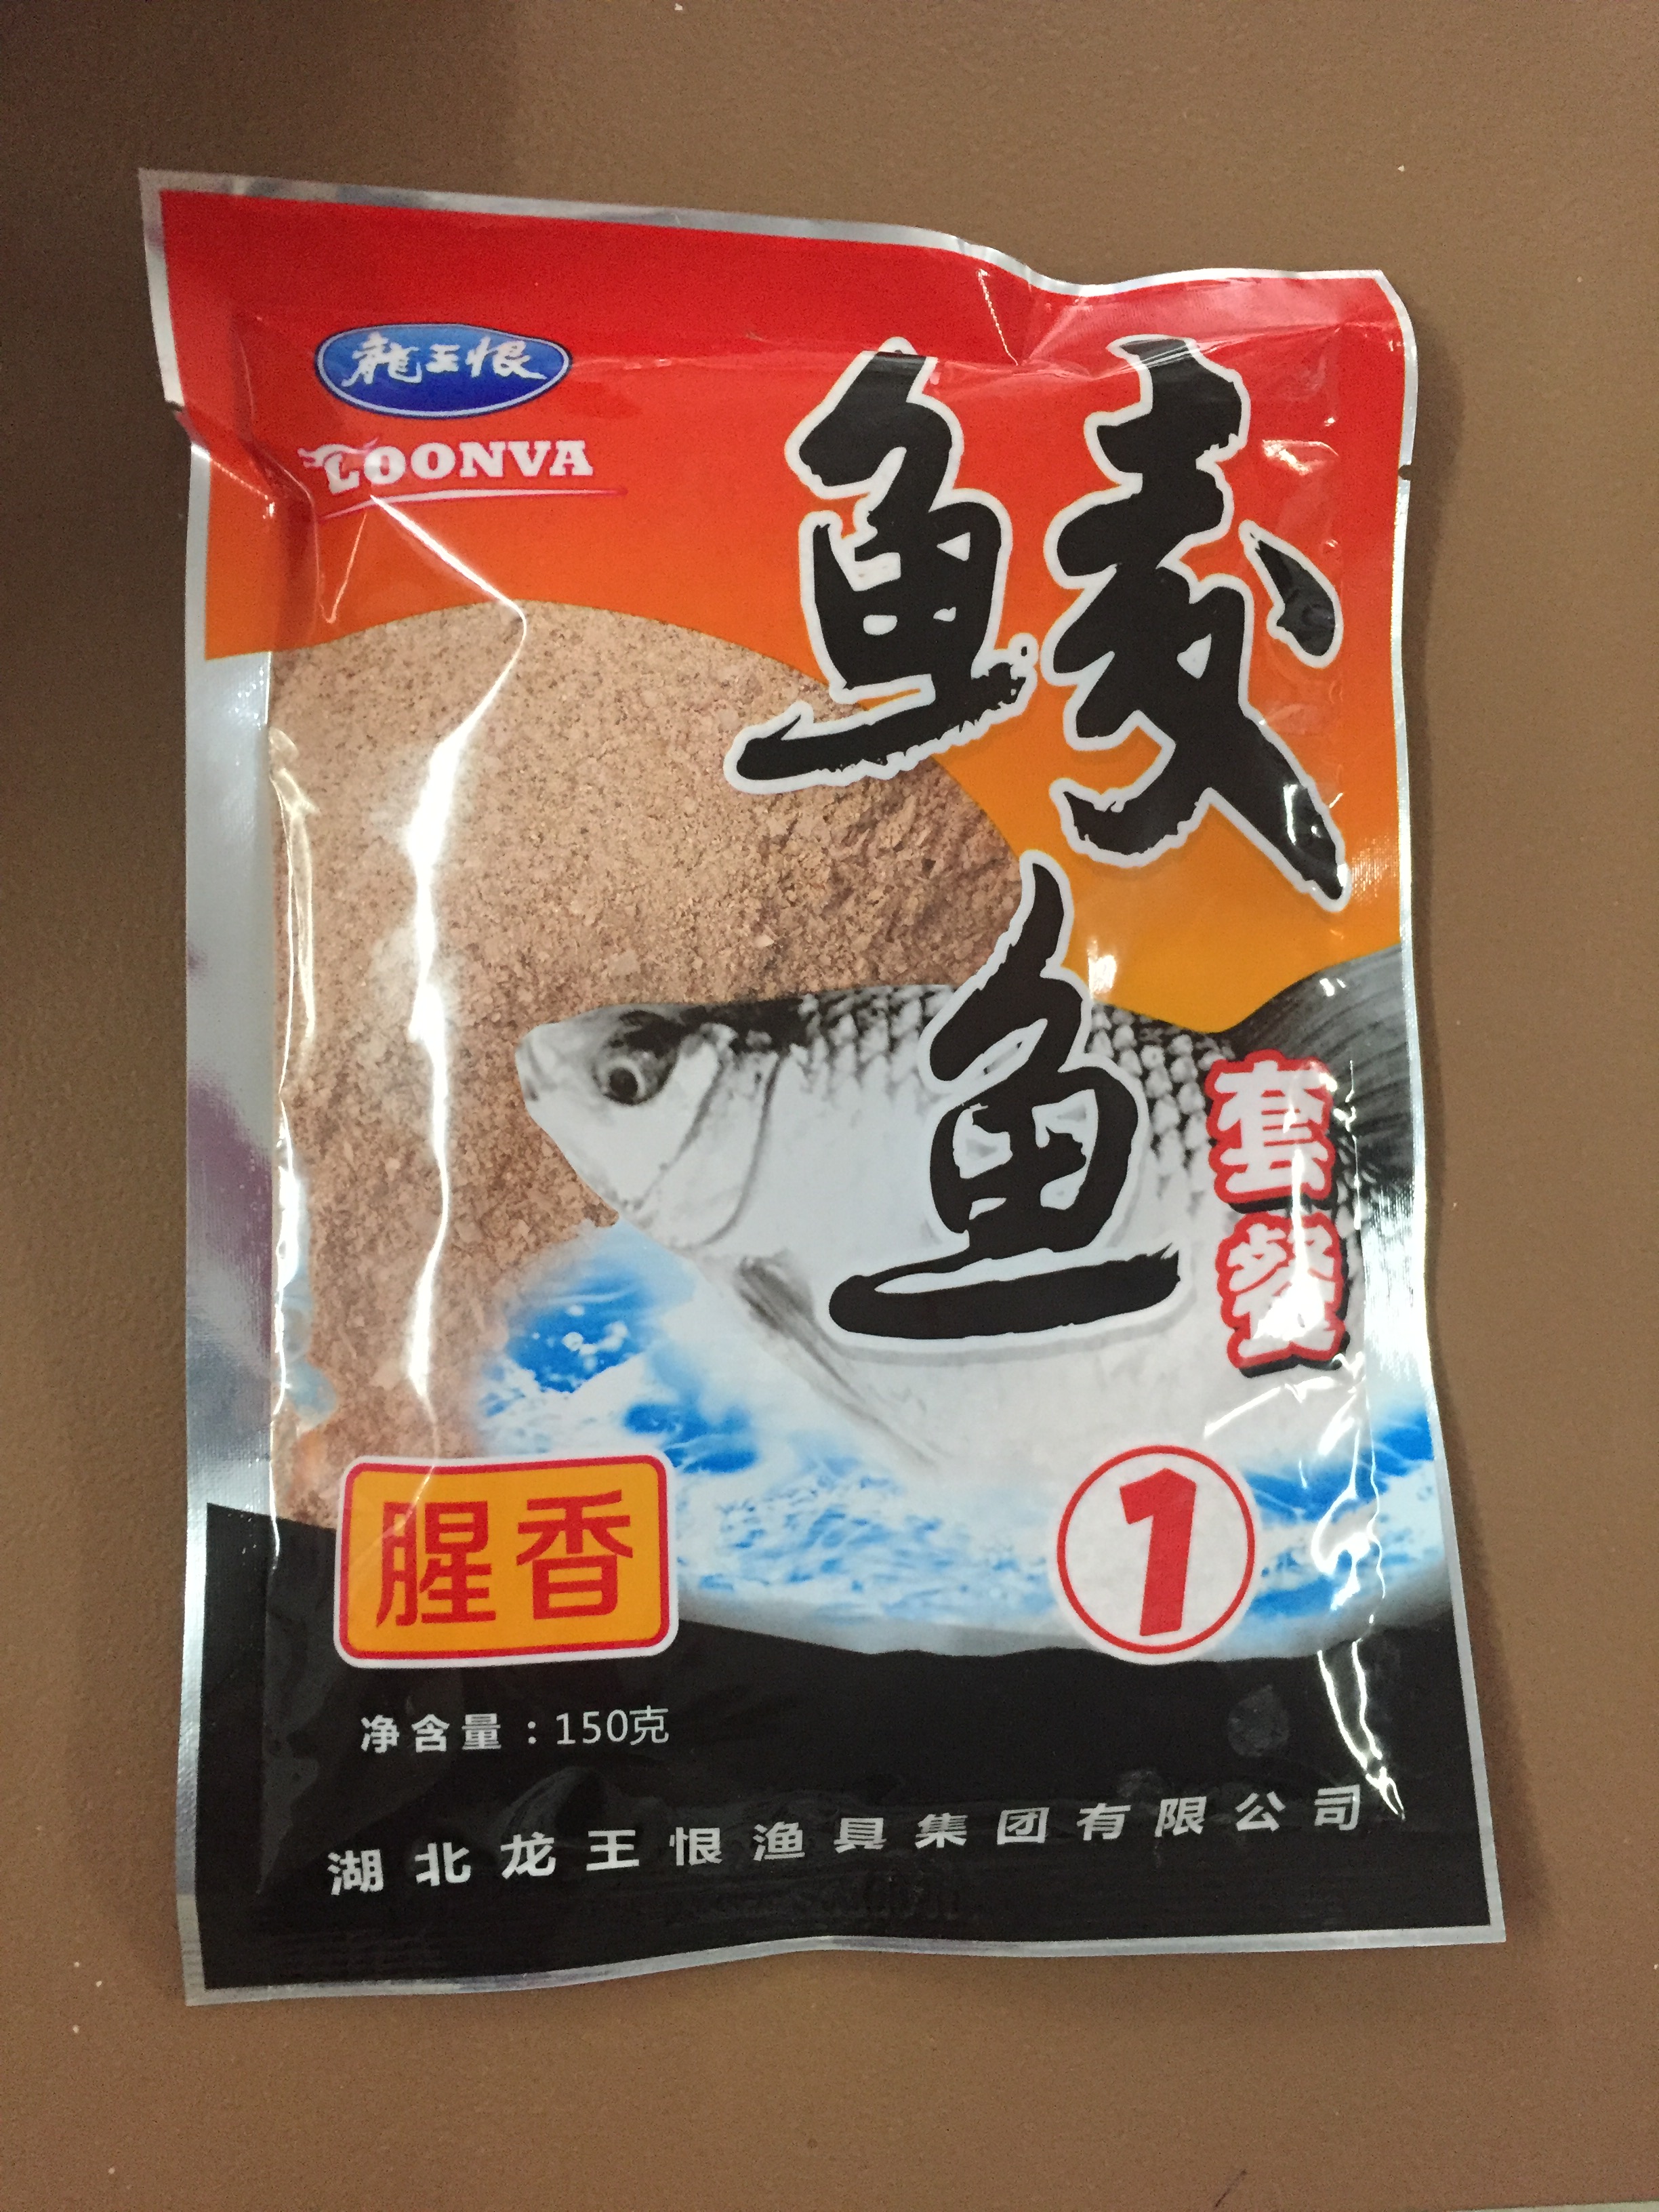 龍王恨
LOONVA
鲮鱼
套餐
腥香
1
净含量:150克
湖北龙王恨渔具集团有限公司